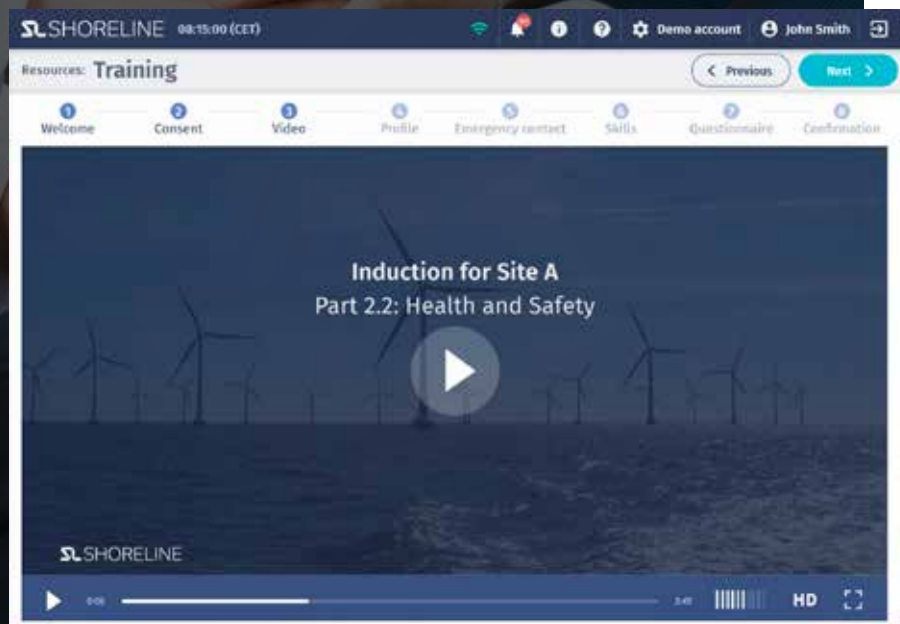 SL SHORELINE 08:15:00 (CET) Demo account John Smith
Resources: Training Previous Next
1 2 3 4 5 6 7 8
Welcome Consent Video Profile Emergency contact Skills Questionnaire Confirmation
Induction for Site A
Part 2.2: Health and Safety
SL SHORELINE
HD